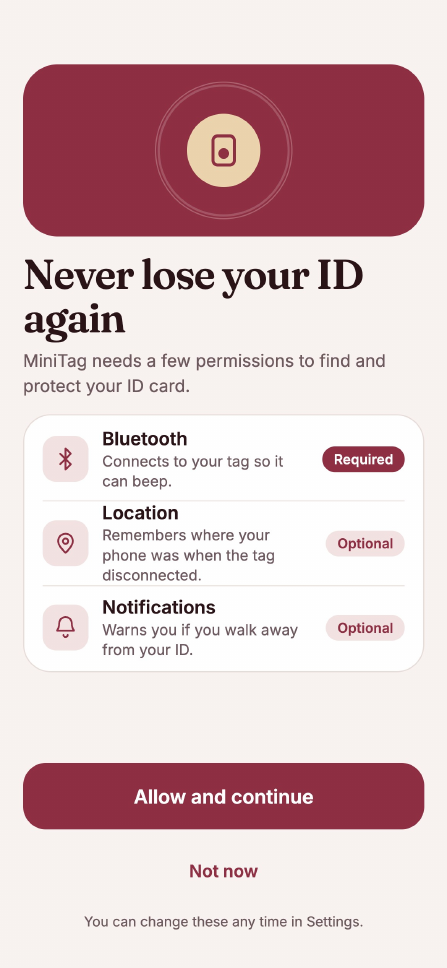 Never lose your ID
again
MiniTag needs a few permissions to find and
protect your ID card.
Bluetooth
Connects to your tag so it
can beep.
Required
Location
Remembers where your
phone was when the tag
disconnected.
Optional
Notifications
Warns you if you walk away
from your ID.
Optional
Allow and continue
Not now
You can change these any time in Settings.